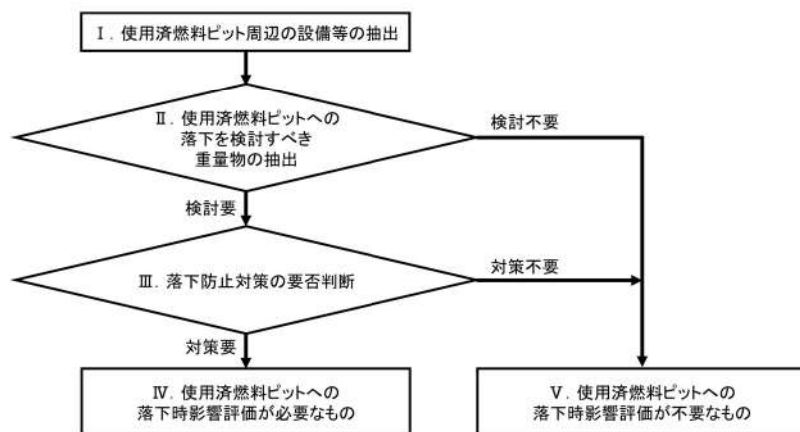 Ⅰ. 使用済燃料ピット周辺の設備等の抽出
Ⅱ. 使用済燃料ピットへの
落下を検討すべき
重量物の抽出
検討不要
検討要
Ⅲ. 落下防止対策の要否判断
対策不要
対策要
Ⅳ. 使用済燃料ピットへの
落下時影響評価が必要なもの
Ⅴ. 使用済燃料ピットへの
落下時影響評価が不要なもの